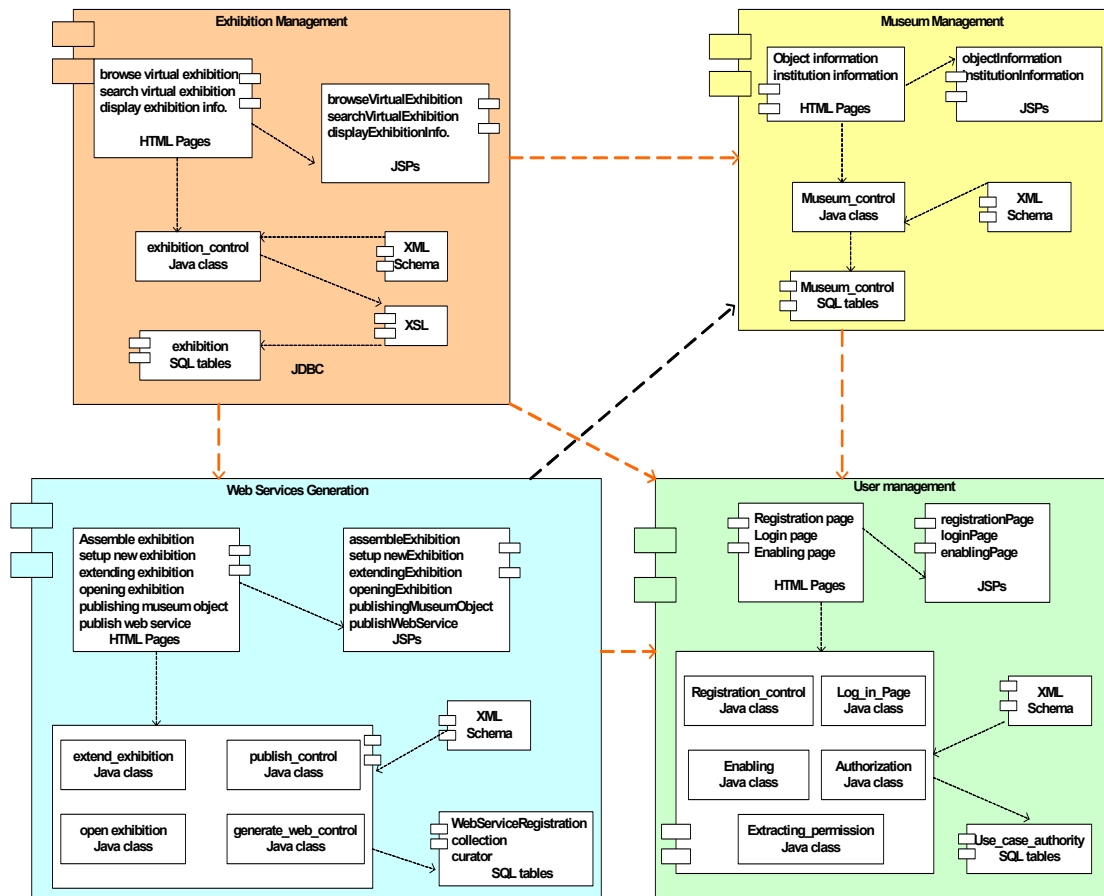 Exhibition Management
browse virtual exhibition
search virtual exhibition
display exhibition info.
HTML Pages
browseVirtualExhibition
searchVirtualExhibition
displayExhibitionInfo.
JSPs
exhibition_control
Java class
XML
Schema
XSL
exhibition
SQL tables
JDBC
Museum Management
Object information
institution information
HTML Pages
objectInformation
institutionInformation
JSPs
Museum_control
Java class
XML
Schema
Museum_control
SQL tables
Web Services Generation
Assemble exhibition
setup new exhibition
extending exhibition
opening exhibition
publishing museum object
publish web service
HTML Pages
assembleExhibition
setup newExhibition
extendingExhibition
openingExhibition
publishingMuseumObject
publishWebService
JSPs
XML
Schema
extend_exhibition
Java class
publish_control
Java class
open exhibition
Java class
generate_web_control
Java class
WebServiceRegistration
collection
curator
SQL tables
User management
Registration page
Login page
Enabling page
HTML Pages
registrationPage
loginPage
enablingPage
JSPs
Registration_control
Java class
Log_in_Page
Java class
XML
Schema
Enabling
Java class
Authorization
Java class
Extracting_permission
Java class
Use_case_authority
SQL tables